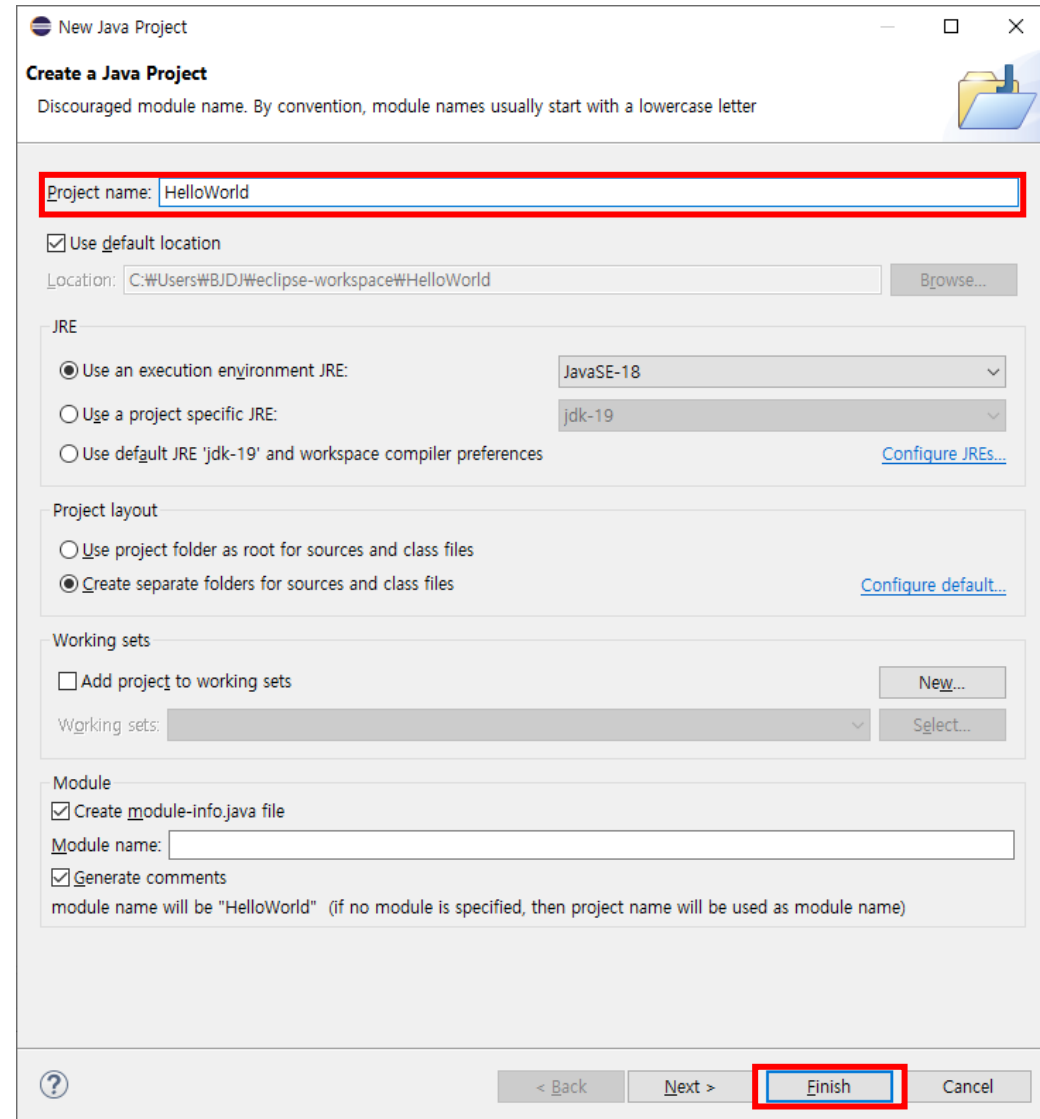 New Java Project
Create a Java Project
Discouraged module name. By convention, module names usually start with a lowercase letter
Project name: HelloWorld
Use default location
Location: C:₩Users₩BJDJ₩eclipse-workspace₩HelloWorld Browse...
JRE
Use an execution environment JRE: JavaSE-18
Use a project specific JRE: jdk-19
Use default JRE 'jdk-19' and workspace compiler preferences Configure JREs...
Project layout
Use project folder as root for sources and class files
Create separate folders for sources and class files Configure default...
Working sets
Add project to working sets New...
Working sets: Select...
Module
Create module-info.java file
Module name:
Generate comments
module name will be "HelloWorld" (if no module is specified, then project name will be used as module name)
? < Back Next > Finish Cancel